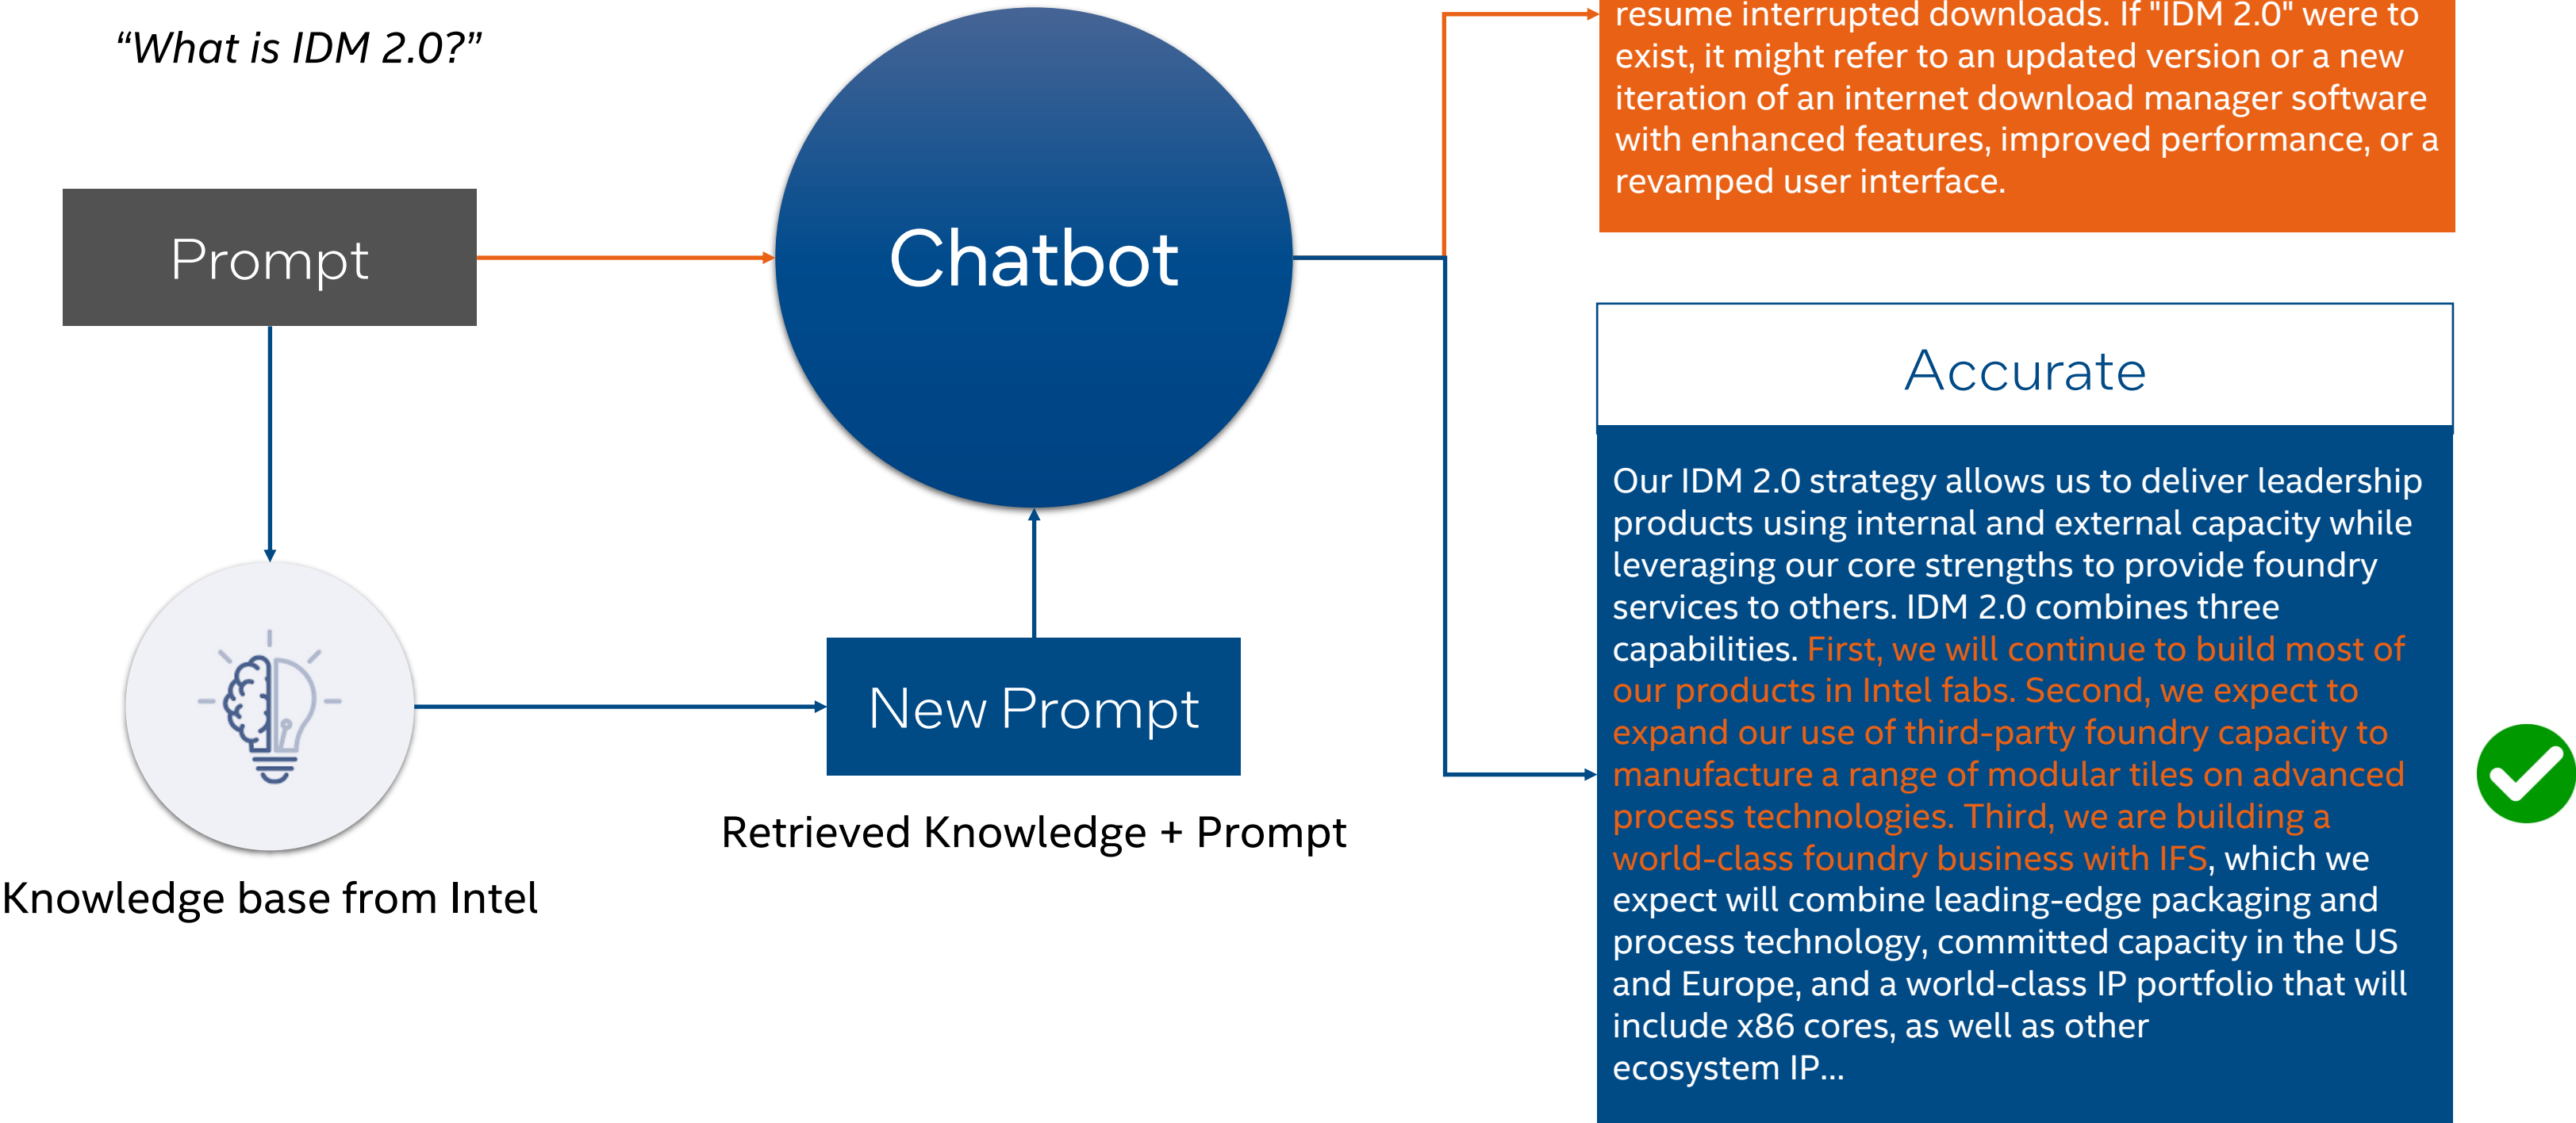 “What is IDM 2.0?”
Prompt
Chatbot
resume interrupted downloads. If "IDM 2.0" were to
exist, it might refer to an updated version or a new
iteration of an internet download manager software
with enhanced features, improved performance, or a
revamped user interface.
Knowledge base from Intel
New Prompt
Retrieved Knowledge + Prompt
Accurate
Our IDM 2.0 strategy allows us to deliver leadership
products using internal and external capacity while
leveraging our core strengths to provide foundry
services to others. IDM 2.0 combines three
capabilities. First, we will continue to build most of
our products in Intel fabs. Second, we expect to
expand our use of third-party foundry capacity to
manufacture a range of modular tiles on advanced
process technologies. Third, we are building a
world-class foundry business with IFS, which we
expect will combine leading-edge packaging and
process technology, committed capacity in the US
and Europe, and a world-class IP portfolio that will
include x86 cores, as well as other
ecosystem IP...